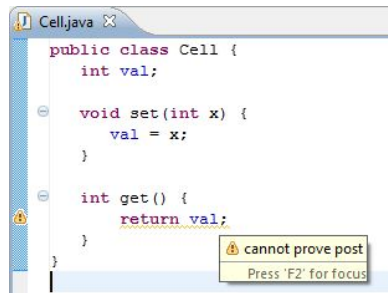 Cell.java
public class Cell {
int val;
void set(int x) {
val = x;
}
int get() {
return val;
}
cannot prove post
}
Press 'F2' for focus